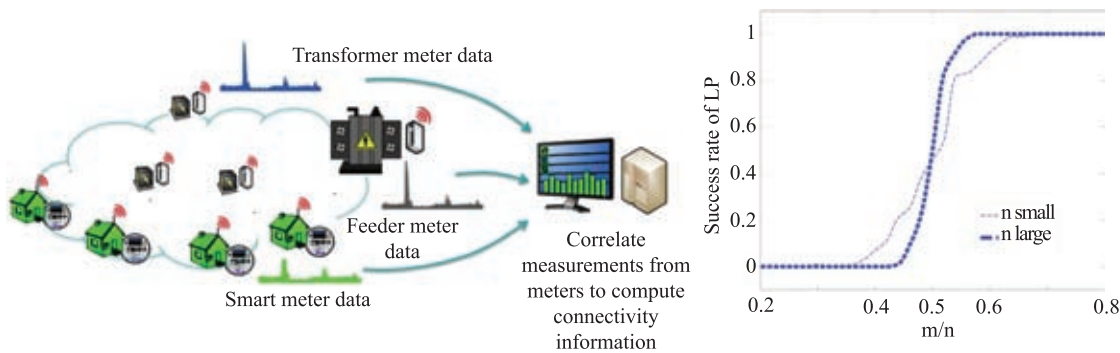 Transformer meter data
Feeder meter
data
Smart meter data
Correlate
measurements from
meters to compute
connectivity
information
Success rate of LP
1
0.8
0.6
0.4
0.2
0
n small
n large
0.2
0.4
0.5
0.6
0.8
m/n